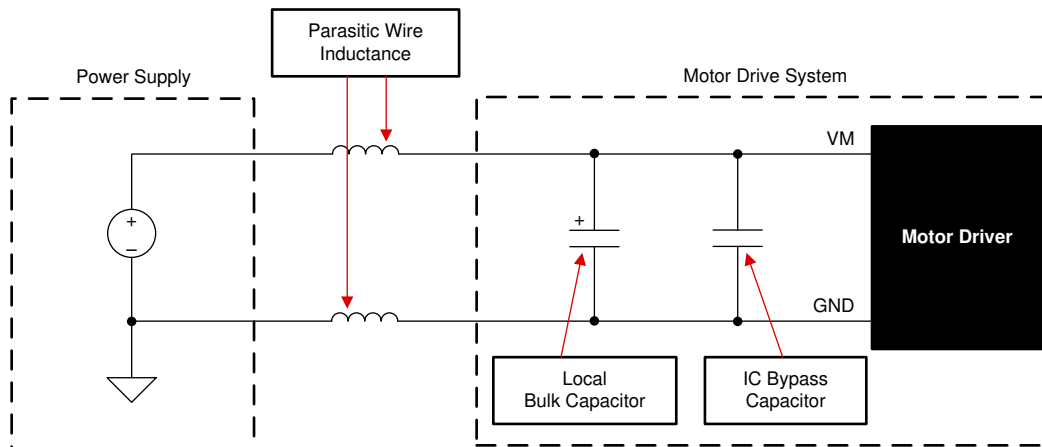 Parasitic Wire
Inductance
Power Supply
Motor Drive System
VM
+
–
+
Motor Driver
GND
Local
Bulk Capacitor
IC Bypass
Capacitor